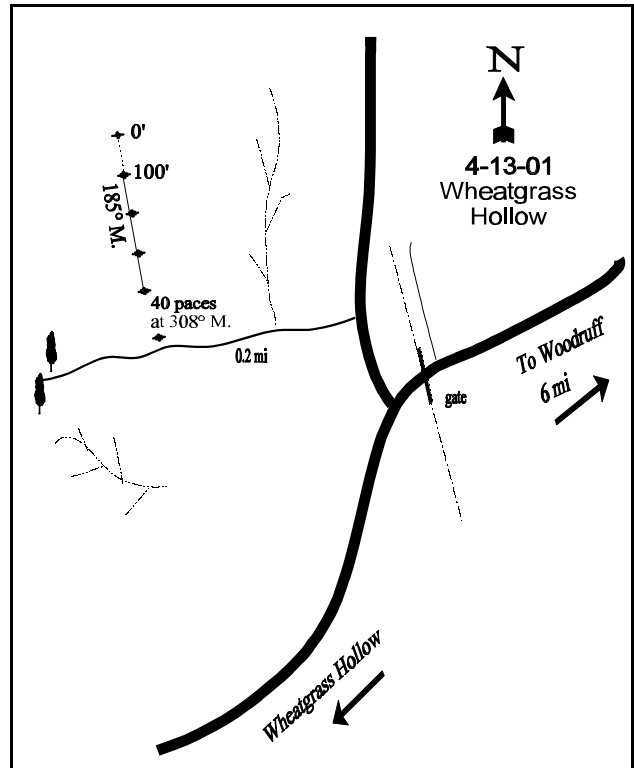 N
4-13-01
Wheatgrass
Hollow
0'
100'
185° M.
40 paces
at 308° M.
0.2 mi
To Woodruff
6 mi
gate
Wheatgrass Hollow